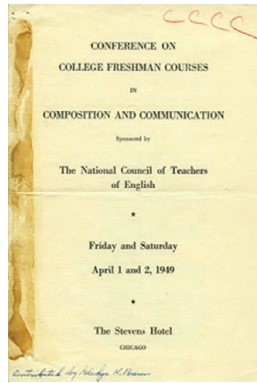 CCCC
CONFERENCE ON
COLLEGE FRESHMAN COURSES
IN
COMPOSITION AND COMMUNICATION
Sponsored by
The National Council of Teachers
of English
★
Friday and Saturday
April 1 and 2, 1949
★
The Stevens Hotel
CHICAGO
Contributed by Gladys K.